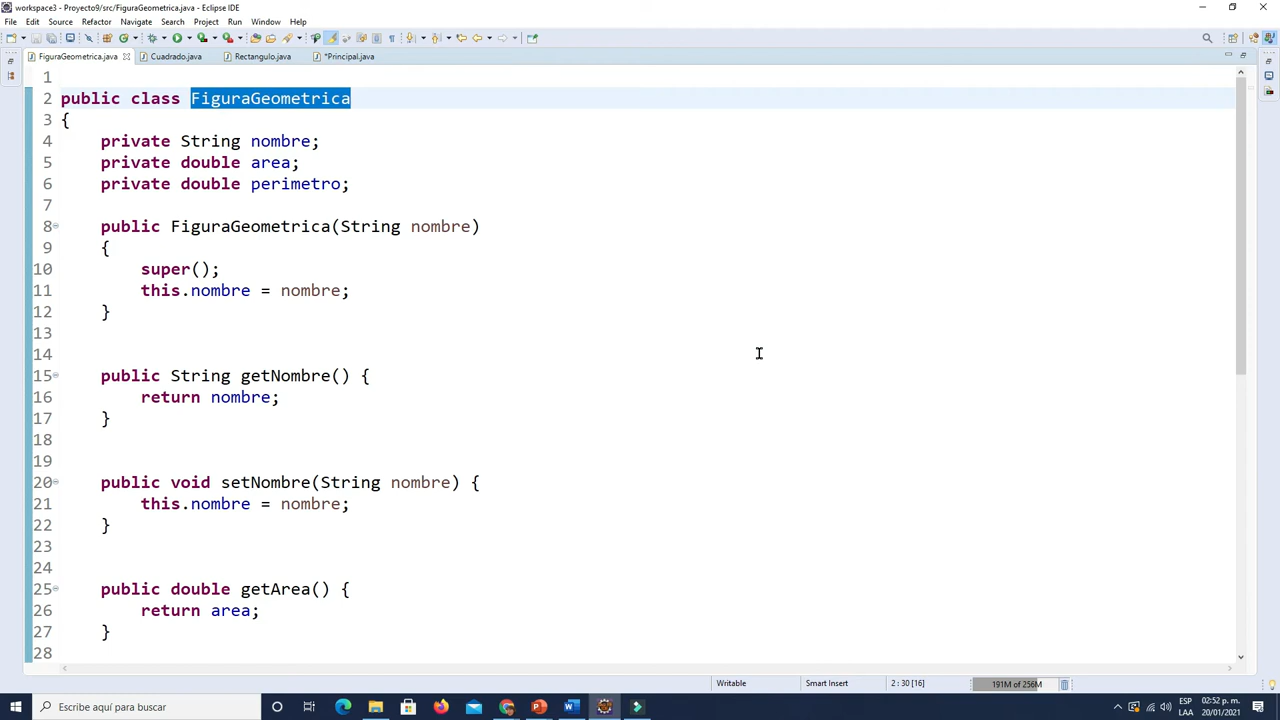 workspace3 - Proyecto9/src/FiguraGeometrica.java - Eclipse IDE
File Edit Source Refactor Navigate Search Project Run Window Help
FiguraGeometrica.java Cuadrado.java Rectangulo.java *Principal.java
1
2 public class FiguraGeometrica
3 {
4 private String nombre;
5 private double area;
6 private double perimetro;
7
8 public FiguraGeometrica(String nombre)
9 {
10 super();
11 this.nombre = nombre;
12 }
13
14
15 public String getNombre() {
16 return nombre;
17 }
18
19
20 public void setNombre(String nombre) {
21 this.nombre = nombre;
22 }
23
24
25 public double getArea() {
26 return area;
27 }
28
Writable Smart Insert 2 : 30 [16] 191M of 256M
Escribe aquí para buscar
ESP 02:52 p. m.
LAA 20/01/2021